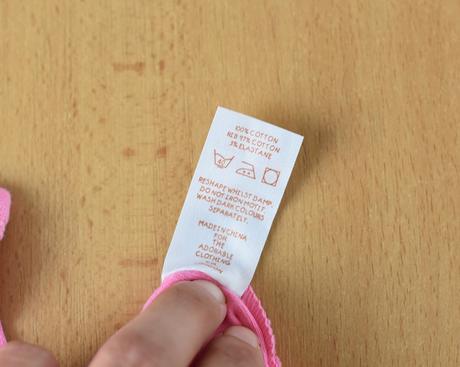 100% COTTON
RIB 97% COTTON
3% ELASTANE
40
RESHAPE WHILST DAMP.
DO NOT IRON MOTIF
WASH DARK COLOURS
SEPARATELY.
MADE IN CHINA
FOR
THE
ADORABLE
CLOTHING